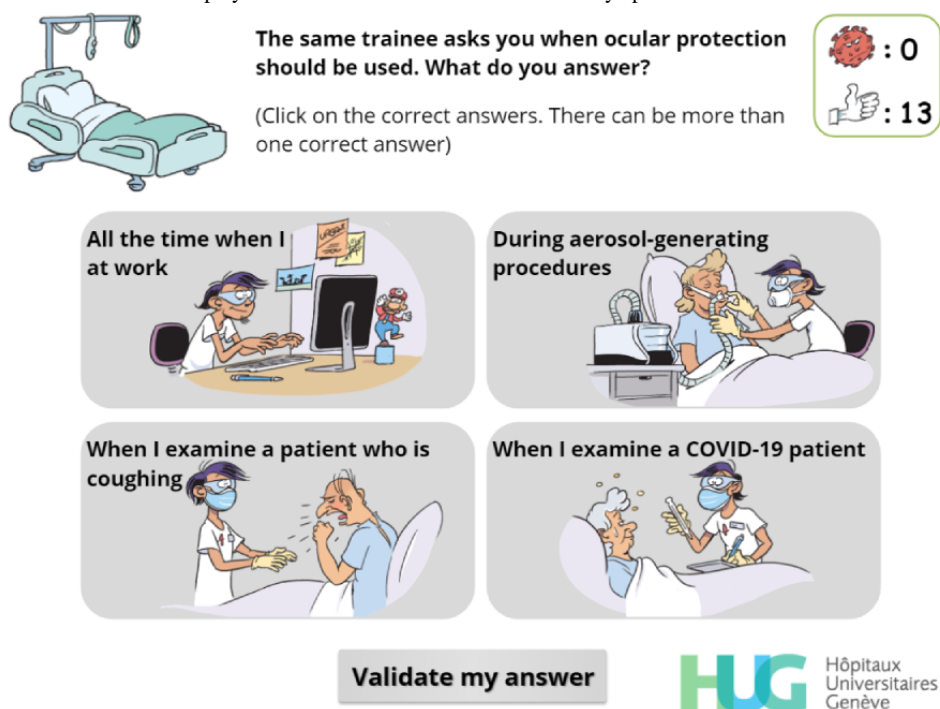 The same trainee asks you when ocular protection
should be used. What do you answer?
: 0
: 13
(Click on the correct answers. There can be more than
one correct answer)
All the time when I
at work
During aerosol-generating
procedures
When I examine a patient who is
coughing
When I examine a COVID-19 patient
Validate my answer
HUG
Hôpitaux
Universitaires
Genève